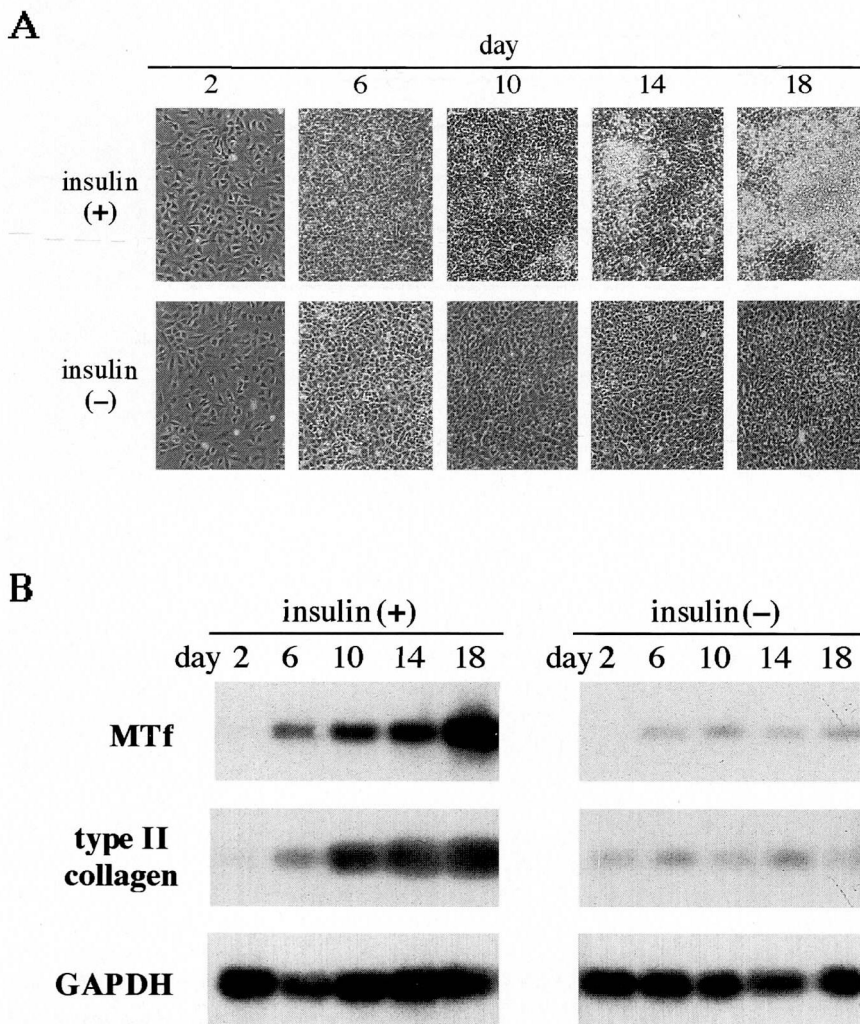 A
day
2 6 10 14 18
insulin
(+)
insulin
(–)
B
insulin (+) insulin (–)
day 2 6 10 14 18 day 2 6 10 14 18
MTf
type II
collagen
GAPDH